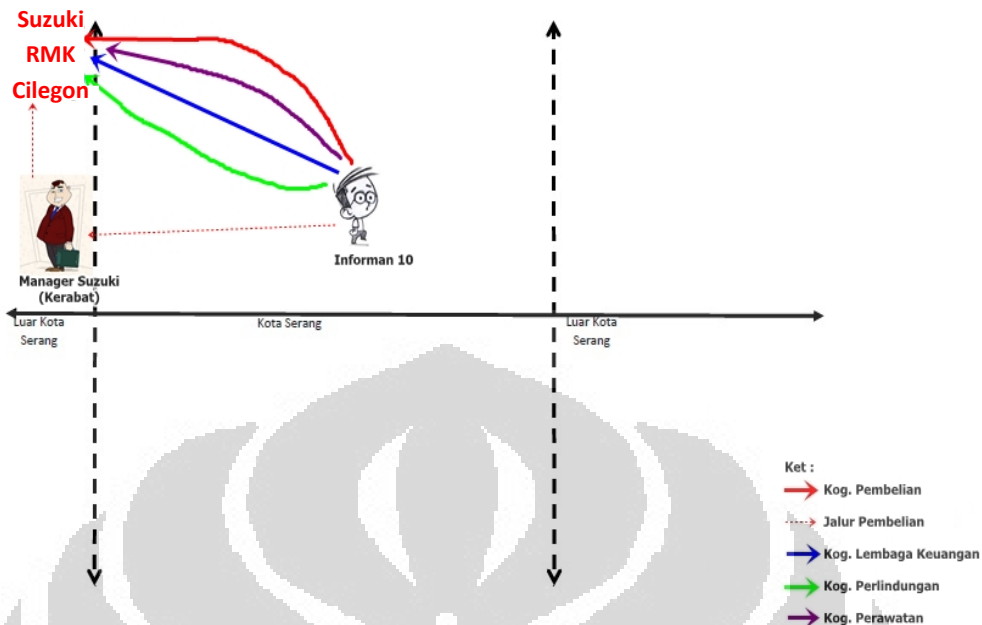 Suzuki
RMK
Cilegon
Informan 10
Manager Suzuki
(Kerabat)
Luar Kota
Serang
Kota Serang
Luar Kota
Serang
Ket :
Kog. Pembelian
Jalur Pembelian
Kog. Lembaga Keuangan
Kog. Perlindungan
Kog. Perawatan